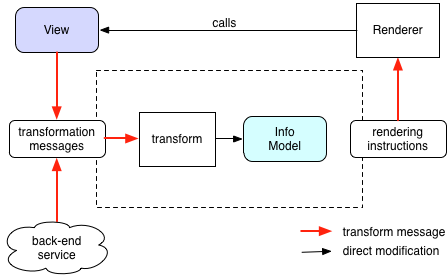 View
calls
Renderer
transformation
messages
transform
Info
Model
rendering
instructions
back-end
service
transform message
direct modification